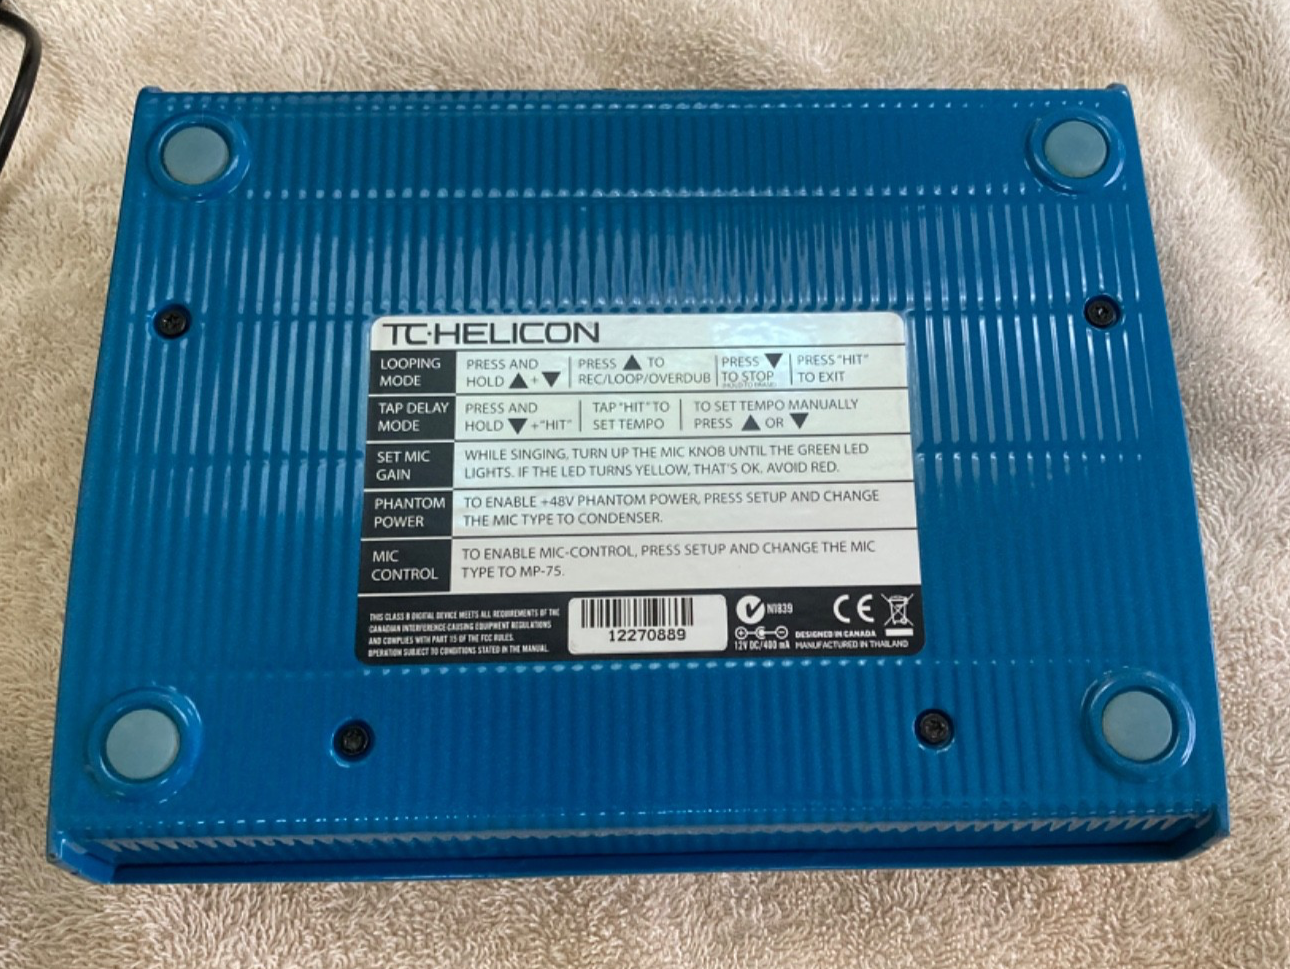 TC·HELICON
LOOPING MODE
PRESS AND HOLD ▲+▼
PRESS ▲ TO REC/LOOP/OVERDUB
PRESS ▼ TO STOP
(HOLD TO ERASE)
PRESS "HIT" TO EXIT
TAP DELAY MODE
PRESS AND HOLD ▼+"HIT"
TAP "HIT" TO SET TEMPO
TO SET TEMPO MANUALLY PRESS ▲ OR ▼
SET MIC GAIN
WHILE SINGING, TURN UP THE MIC KNOB UNTIL THE GREEN LED
LIGHTS. IF THE LED TURNS YELLOW, THAT'S OK. AVOID RED.
PHANTOM POWER
TO ENABLE +48V PHANTOM POWER, PRESS SETUP AND CHANGE
THE MIC TYPE TO CONDENSER.
MIC CONTROL
TO ENABLE MIC-CONTROL, PRESS SETUP AND CHANGE THE MIC
TYPE TO MP-75.
THIS CLASS B DIGITAL DEVICE MEETS ALL REQUIREMENTS OF THE
CANADIAN INTERFERENCE-CAUSING EQUIPMENT REGULATIONS
AND COMPLIES WITH PART 15 OF THE FCC RULES.
OPERATION SUBJECT TO CONDITIONS STATED IN THE MANUAL.
12270889
N1839
CE
12V DC/400 mA
DESIGNED IN CANADA
MANUFACTURED IN THAILAND